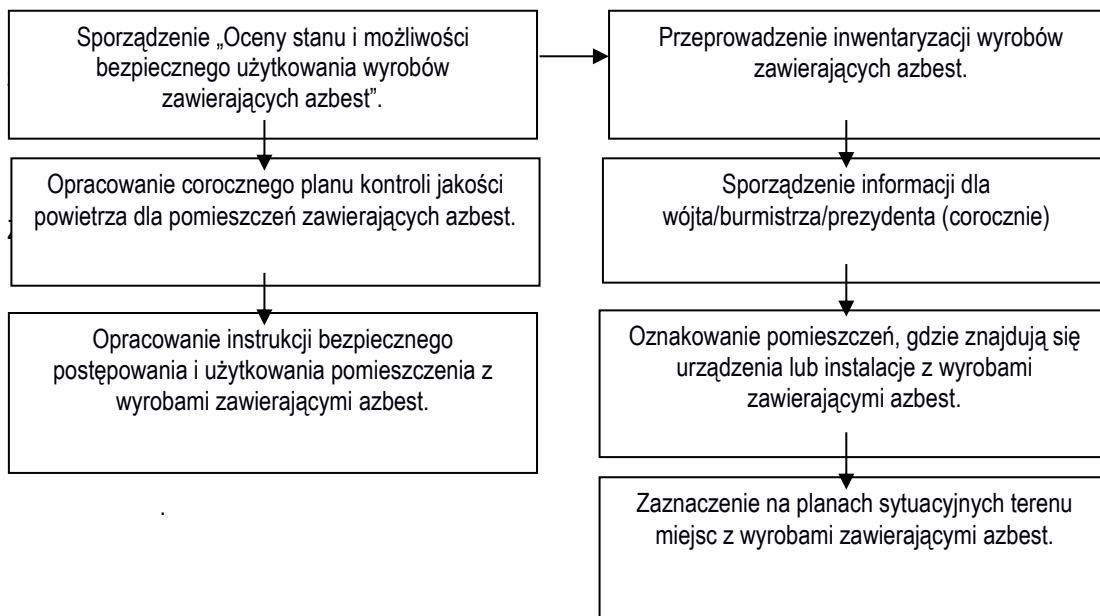 Sporządzenie „Oceny stanu i możliwości
bezpiecznego użytkowania wyrobów
zawierających azbest”.
Przeprowadzenie inwentaryzacji wyrobów
zawierających azbest.
Opracowanie corocznego planu kontroli jakości
powietrza dla pomieszczeń zawierających azbest.
Sporządzenie informacji dla
wójta/burmistrza/prezydenta (corocznie)
Opracowanie instrukcji bezpiecznego
postępowania i użytkowania pomieszczenia z
wyrobami zawierającymi azbest.
Oznakowanie pomieszczeń, gdzie znajdują się
urządzenia lub instalacje z wyrobami
zawierającymi azbest.
.
Zaznaczenie na planach sytuacyjnych terenu
miejsc z wyrobami zawierającymi azbest.